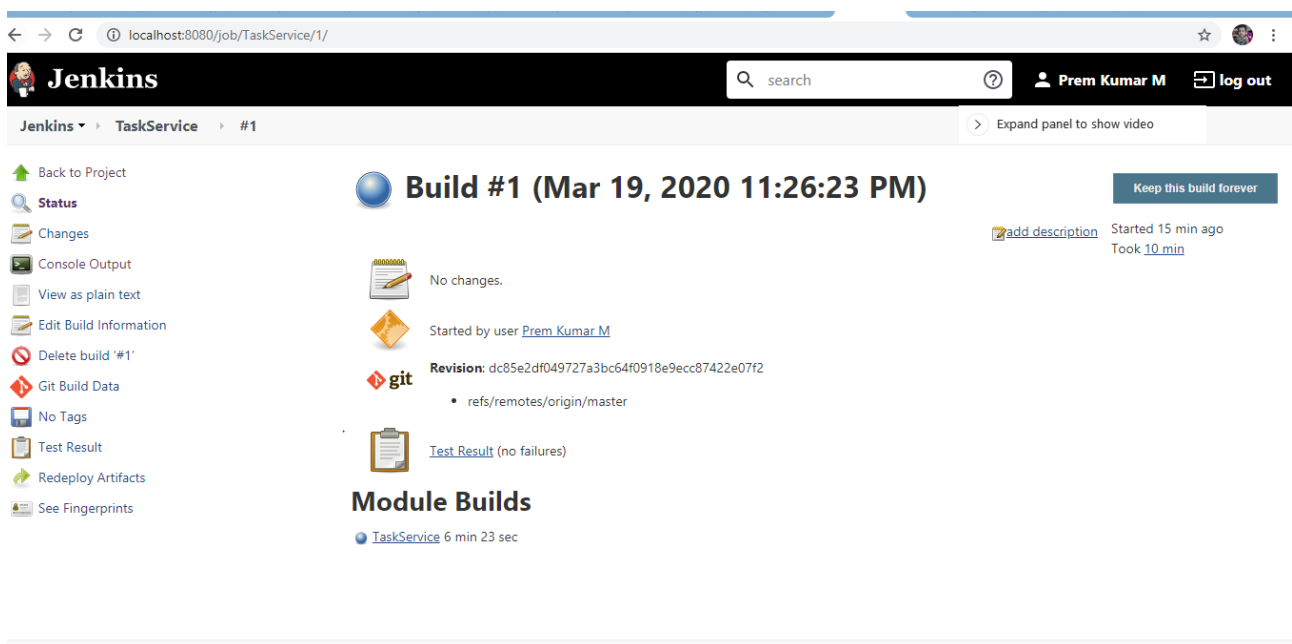 localhost:8080/job/TaskService/1/
Jenkins
search
Prem Kumar M
log out
Jenkins
TaskService
#1
Expand panel to show video
Back to Project
Status
Changes
Console Output
View as plain text
Edit Build Information
Delete build '#1'
Git Build Data
No Tags
Test Result
Redeploy Artifacts
See Fingerprints
Build #1 (Mar 19, 2020 11:26:23 PM)
Keep this build forever
add description
Started 15 min ago
Took 10 min
No changes.
Started by user Prem Kumar M
git
Revision: dc85e2df049727a3bc64f0918e9ecc87422e07f2
refs/remotes/origin/master
Test Result (no failures)
Module Builds
TaskService 6 min 23 sec